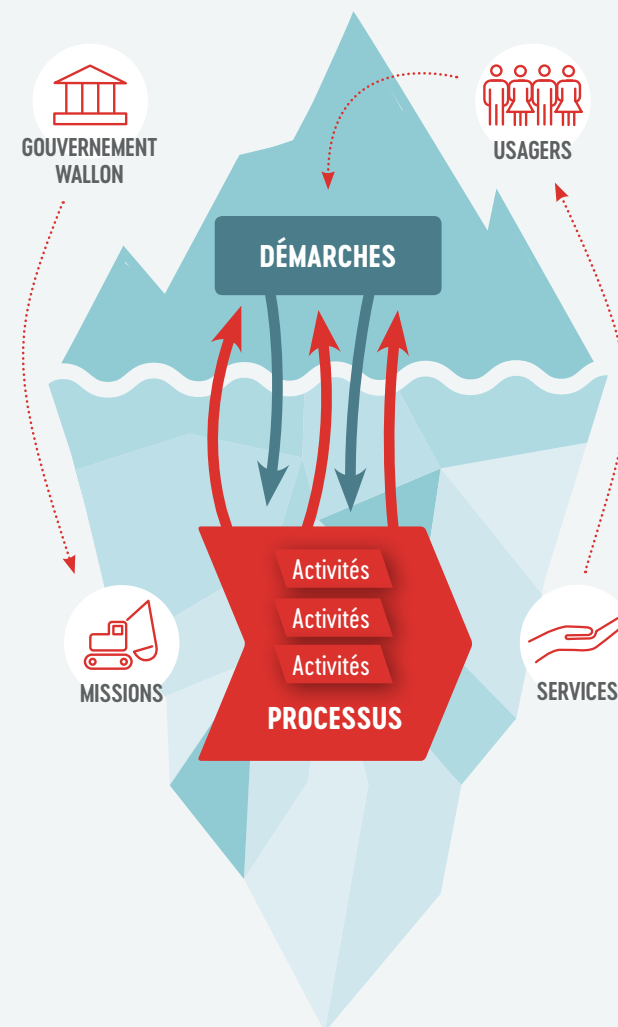 GOUVERNEMENT
WALLON
USAGERS
DÉMARCHES
Activités
Activités
Activités
PROCESSUS
MISSIONS
SERVICES